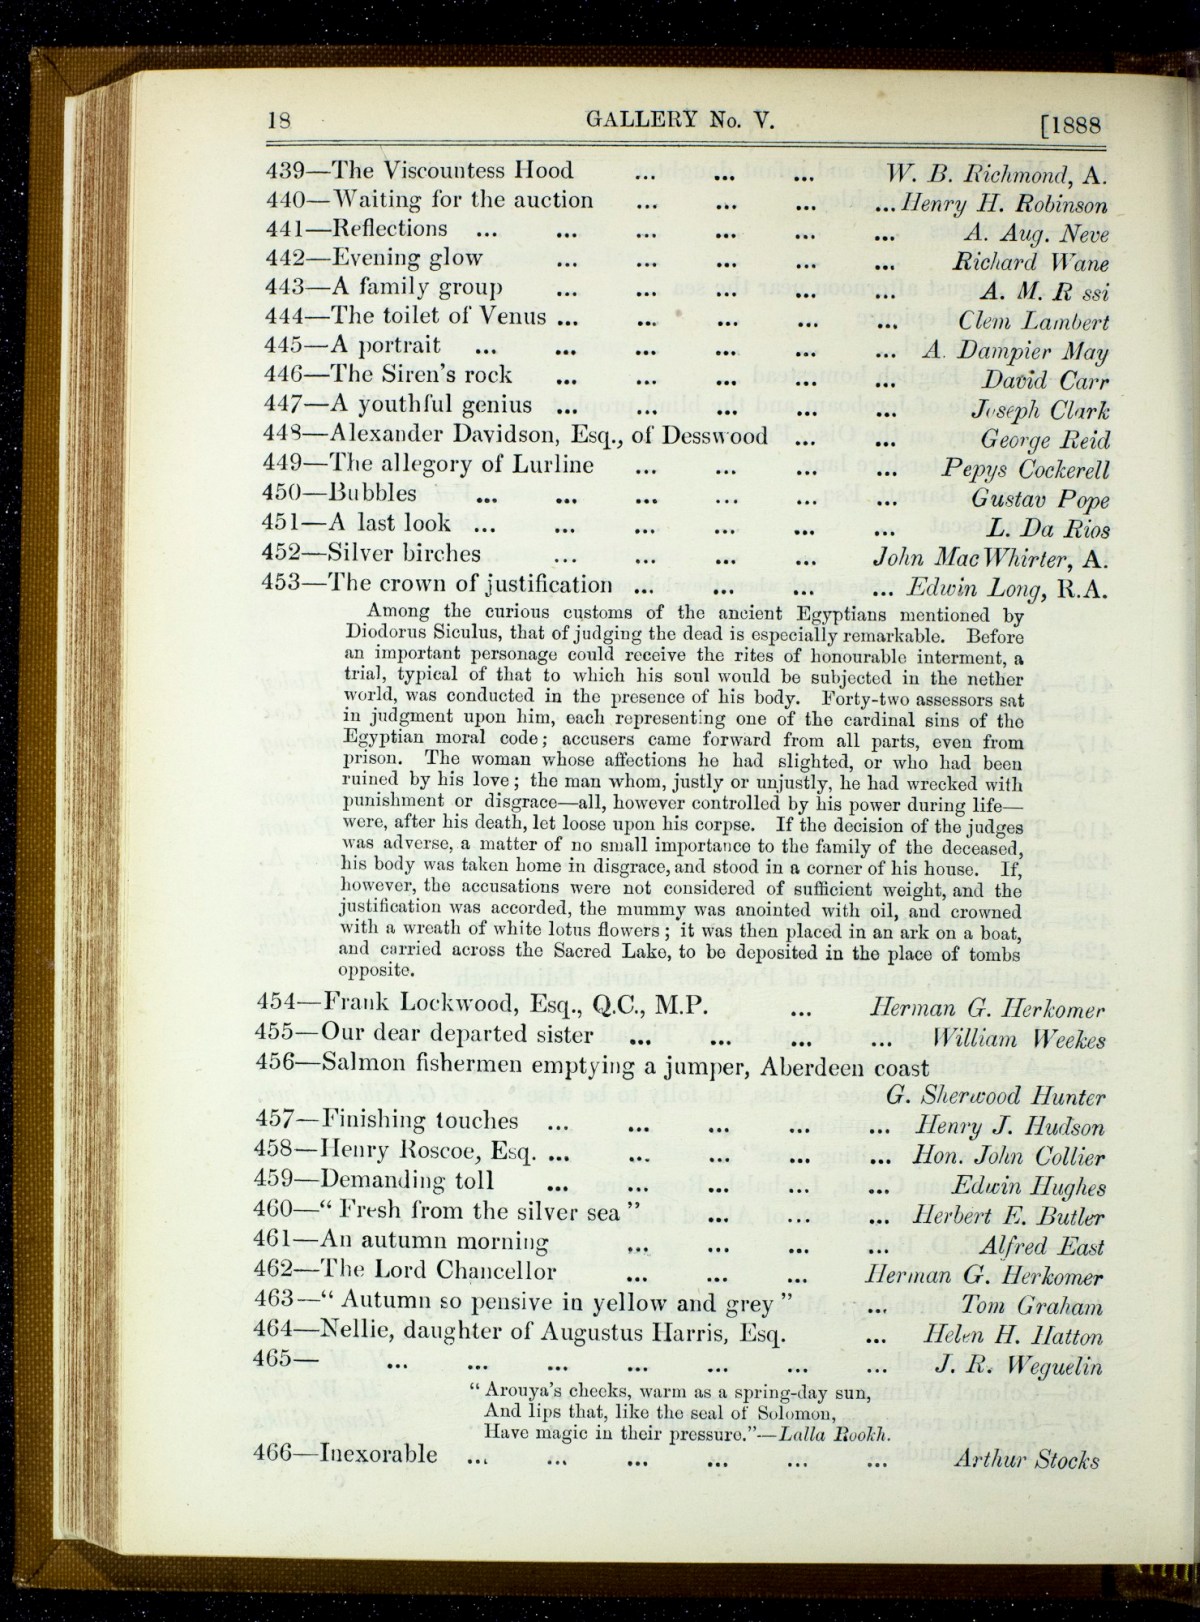 18 GALLERY No. V. [1888
439—The Viscountess Hood ... ... ... W. B. Richmond, A.
440—Waiting for the auction ... ... ... ... Henry H. Robinson
441—Reflections ... ... ... ... ... ... A. Aug. Neve
442—Evening glow ... ... ... ... ... Richard Wane
443—A family group ... ... ... ... ... A. M. R ssi
444—The toilet of Venus ... ... ... ... ... Clem Lambert
445—A portrait ... ... ... ... ... ... A. Dampier May
446—The Siren's rock ... ... ... ... ... David Carr
447—A youthful genius ... ... ... ... ... Joseph Clark
448—Alexander Davidson, Esq., of Desswood ... ... George Reid
449—The allegory of Lurline ... ... ... ... Pepys Cockerell
450—Bubbles ... ... ... ... ... ... Gustav Pope
451—A last look ... ... ... ... ... ... L. Da Rios
452—Silver birches ... ... ... ... John MacWhirter, A.
453—The crown of justification ... ... ... ... Edwin Long, R.A.
Among the curious customs of the ancient Egyptians mentioned by
Diodorus Siculus, that of judging the dead is especially remarkable. Before
an important personage could receive the rites of honourable interment, a
trial, typical of that to which his soul would be subjected in the nether
world, was conducted in the presence of his body. Forty-two assessors sat
in judgment upon him, each representing one of the cardinal sins of the
Egyptian moral code; accusers came forward from all parts, even from
prison. The woman whose affections he had slighted, or who had been
ruined by his love; the man whom, justly or unjustly, he had wrecked with
punishment or disgrace—all, however controlled by his power during life—
were, after his death, let loose upon his corpse. If the decision of the judges
was adverse, a matter of no small importance to the family of the deceased,
his body was taken home in disgrace, and stood in a corner of his house. If,
however, the accusations were not considered of sufficient weight, and the
justification was accorded, the mummy was anointed with oil, and crowned
with a wreath of white lotus flowers; it was then placed in an ark on a boat,
and carried across the Sacred Lake, to be deposited in the place of tombs
opposite.
454—Frank Lockwood, Esq., Q.C., M.P. ... Herman G. Herkomer
455—Our dear departed sister ... ... ... ... William Weekes
456—Salmon fishermen emptying a jumper, Aberdeen coast
G. Sherwood Hunter
457—Finishing touches ... ... ... ... ... Henry J. Hudson
458—Henry Roscoe, Esq. ... ... ... ... ... Hon. John Collier
459—Demanding toll ... ... ... ... ... Edwin Hughes
460—"Fresh from the silver sea" ... ... ... Herbert E. Butler
461—An autumn morning ... ... ... ... Alfred East
462—The Lord Chancellor ... ... ... Herman G. Herkomer
463—"Autumn so pensive in yellow and grey" ... Tom Graham
464—Nellie, daughter of Augustus Harris, Esq. ... Helen H. Hatton
465— ... ... ... ... ... ... ... J. R. Weguelin
"Arouya's cheeks, warm as a spring-day sun,
And lips that, like the seal of Solomon,
Have magic in their pressure."—Lalla Rookh.
466—Inexorable ... ... ... ... ... ... Arthur Stocks